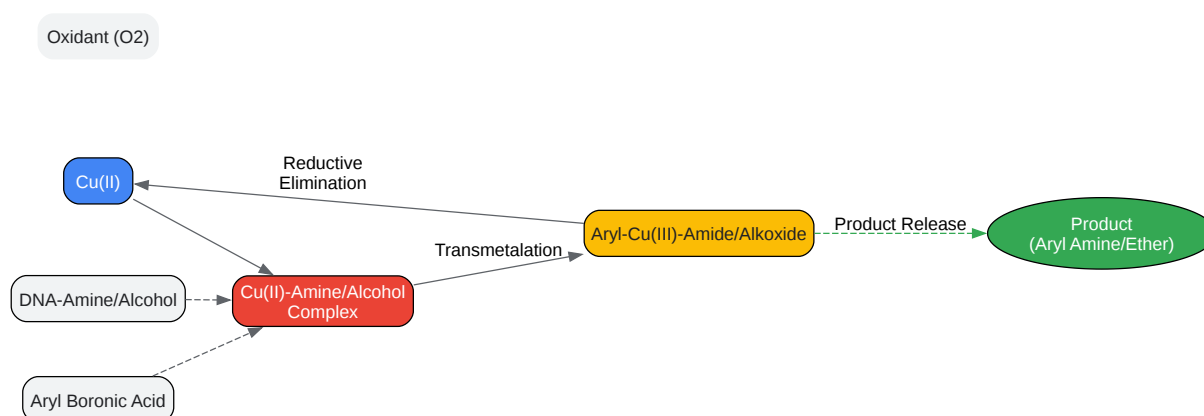 Oxidant (O2)
Reductive
Elimination
Cu(II)
Aryl-Cu(III)-Amide/Alkoxide
Product Release
Product
(Aryl Amine/Ether)
Transmetalation
DNA-Amine/Alcohol
Cu(II)-Amine/Alcohol
Complex
Aryl Boronic Acid